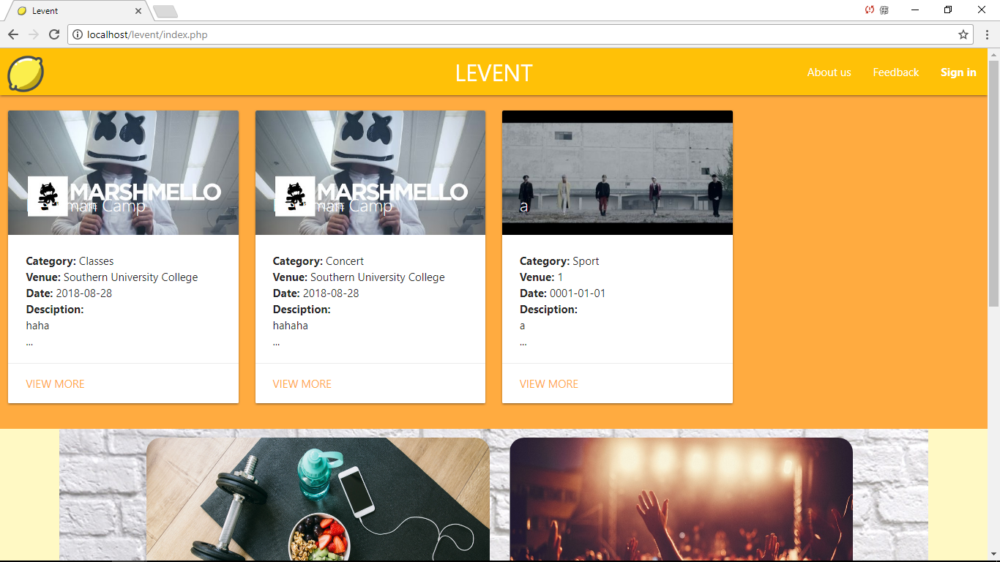 Levent
localhost/levent/index.php
LEVENT
About us
Feedback
Sign in
MARSHMELLO
Camp
Category: Classes
Venue: Southern University College
Date: 2018-08-28
Desciption:
haha
...
VIEW MORE
MARSHMELLO
Camp
Category: Concert
Venue: Southern University College
Date: 2018-08-28
Desciption:
hahaha
...
VIEW MORE
a
Category: Sport
Venue: 1
Date: 0001-01-01
Desciption:
a
...
VIEW MORE